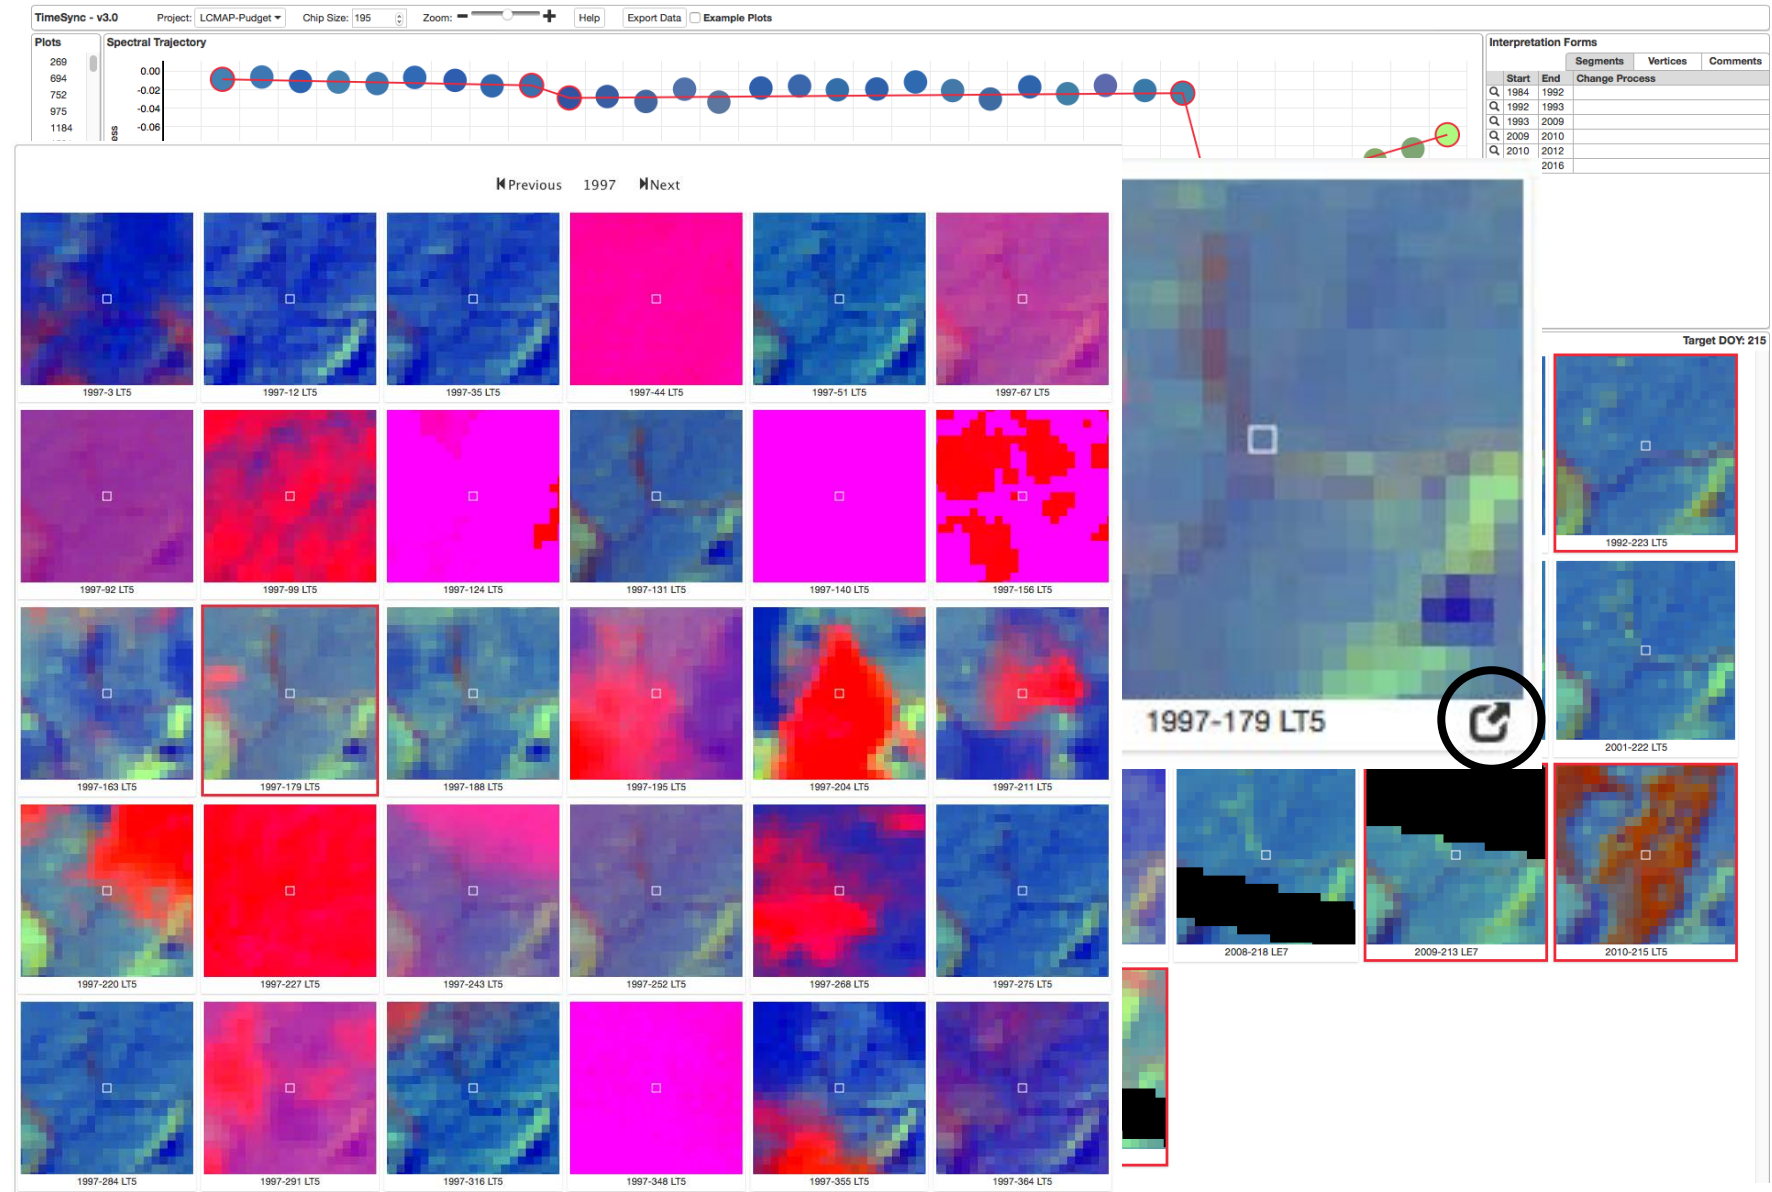 TimeSync - v3.0 Project: LCMAP-Pudget Chip Size: 195 Zoom: Help Export Data Example Plots
Plots
269
694
752
975
1184
Spectral Trajectory
0.00
-0.02
-0.04
-0.06
Interpretation Forms
Segments Vertices Comments
Start End Change Process
1984 1992
1992 1993
1993 2009
2009 2010
2010 2012
2016
Previous 1997 Next
1997-3 LT5 1997-12 LT5 1997-35 LT5 1997-44 LT5 1997-51 LT5 1997-67 LT5
1997-92 LT5 1997-99 LT5 1997-124 LT5 1997-131 LT5 1997-140 LT5 1997-156 LT5
1997-163 LT5 1997-179 LT5 1997-188 LT5 1997-195 LT5 1997-204 LT5 1997-211 LT5
1997-220 LT5 1997-227 LT5 1997-243 LT5 1997-252 LT5 1997-268 LT5 1997-275 LT5
1997-284 LT5 1997-291 LT5 1997-316 LT5 1997-348 LT5 1997-355 LT5 1997-364 LT5
1997-179 LT5
Target DOY: 215
1992-223 LT5
2001-222 LT5
2008-218 LE7 2009-213 LE7 2010-215 LT5